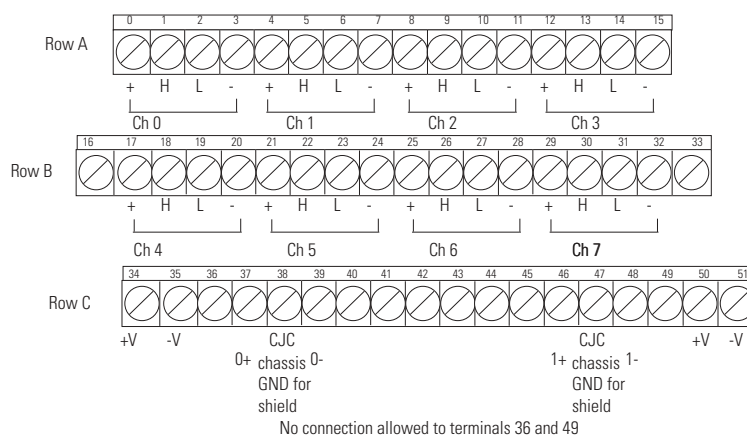 0 1 2 3 4 5 6 7 8 9 10 11 12 13 14 15
Row A
+ H L - + H L - + H L - + H L -
Ch 0 Ch 1 Ch 2 Ch 3
16 17 18 19 20 21 22 23 24 25 26 27 28 29 30 31 32 33
Row B
+ H L - + H L - + H L - + H L -
Ch 4 Ch 5 Ch 6 Ch 7
34 35 36 37 38 39 40 41 42 43 44 45 46 47 48 49 50 51
Row C
+V -V CJC CJC +V -V
0+ chassis 0- 1+ chassis 1-
GND for GND for
shield shield
No connection allowed to terminals 36 and 49